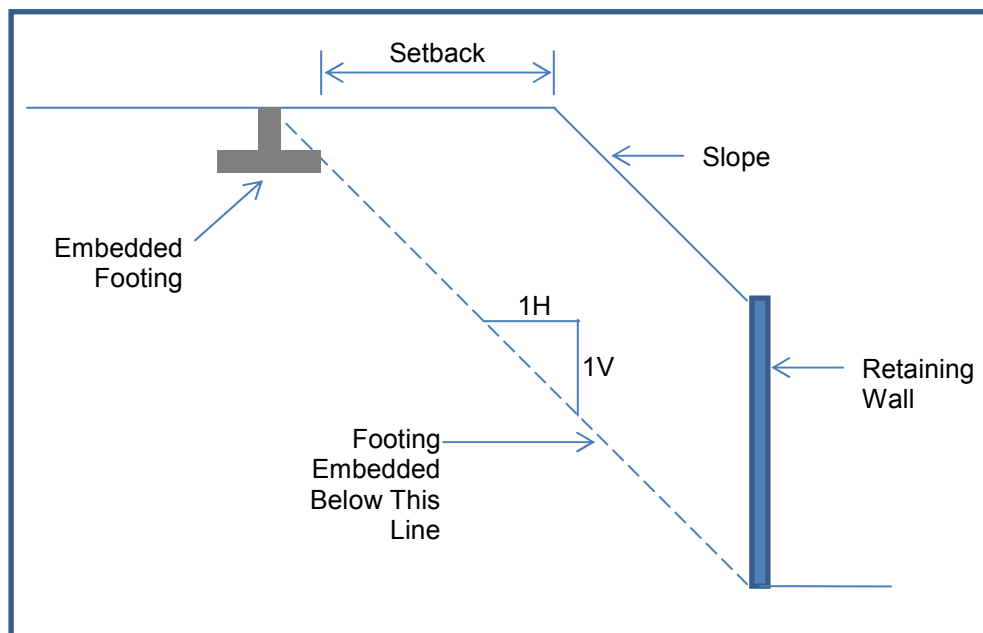 Setback
Slope
Embedded
Footing
1H
1V
Retaining
Wall
Footing
Embedded
Below This
Line